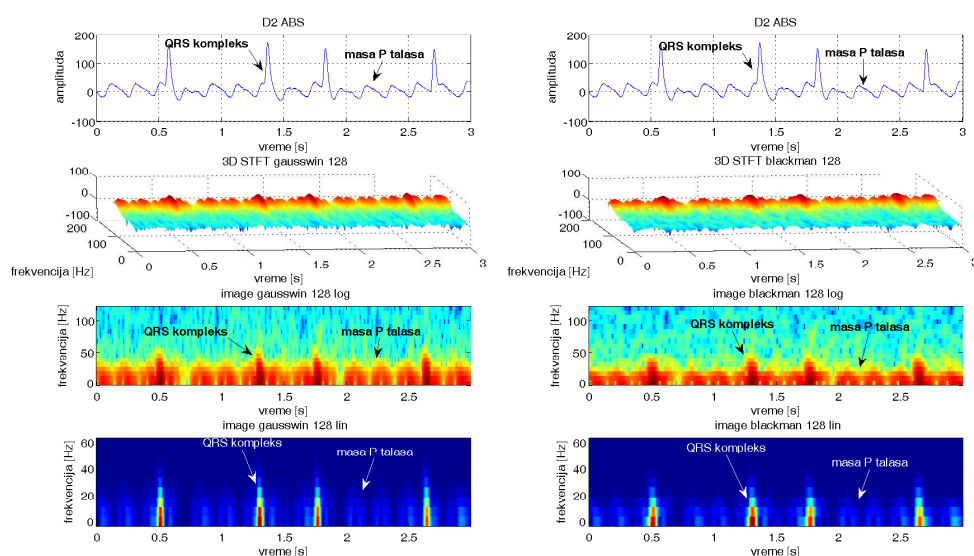 D2 ABS
amplituda
200
100
0
-100
QRS kompleks
masa P talasa
0 0.5 1 1.5 2 2.5 3
vreme [s]
3D STFT gausswin 128
100
0
-100
200
100
0
0 0.5 1 1.5 2 2.5 3
frekvencija [Hz]
vreme [s]
image gausswin 128 log
frekvencija [Hz]
100
50
0
QRS kompleks
masa P talasa
0 0.5 1 1.5 2 2.5
vreme [s]
image gausswin 128 lin
frekvencija [Hz]
60
40
20
0
QRS kompleks
masa P talasa
0 0.5 1 1.5 2 2.5
vreme [s]
D2 ABS
amplituda
200
100
0
-100
QRS kompleks
masa P talasa
0 0.5 1 1.5 2 2.5 3
vreme [s]
3D STFT blackman 128
100
0
-100
200
100
0
0 0.5 1 1.5 2 2.5 3
frekvencija [Hz]
vreme [s]
image blackman 128 log
frekvencija [Hz]
100
50
0
QRS kompleks
masa P talasa
0 0.5 1 1.5 2 2.5
vreme [s]
image blackman 128 lin
frekvencija [Hz]
60
40
20
0
QRS kompleks
masa P talasa
0 0.5 1 1.5 2 2.5
vreme [s]